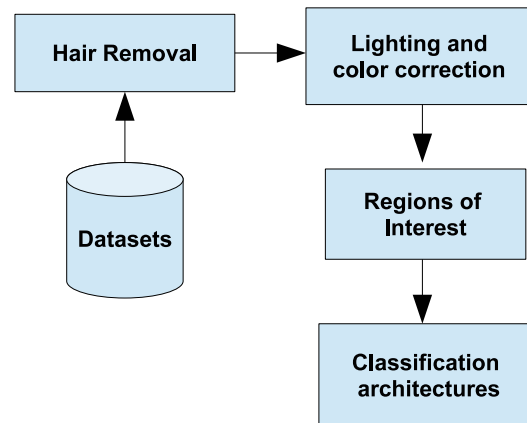 Hair Removal
Lighting and
color correction
Datasets
Regions of
Interest
Classification
architectures